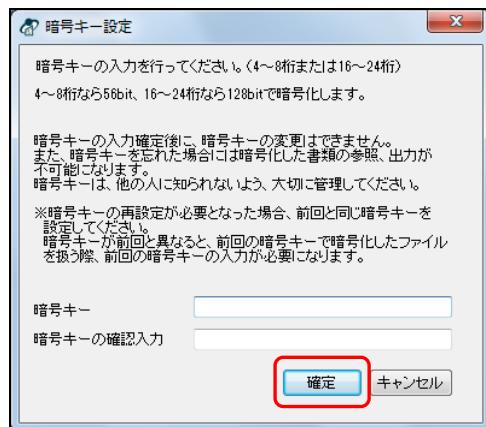 暗号キー設定
暗号キーの入力を行ってください。(4～8桁または16～24桁)
4～8桁なら56bit、16～24桁なら128bitで暗号化します。
暗号キーの入力確定後に、暗号キーの変更はできません。
また、暗号キーを忘れた場合には暗号化した書類の参照、出力が
不可能になります。
暗号キーは、他の人に知られないよう、大切に管理してください。
※暗号キーの再設定が必要となった場合、前回と同じ暗号キーを
設定してください。
暗号キーが前回と異なると、前回の暗号キーで暗号化したファイル
を扱う際、前回の暗号キーの入力が必要になります。
暗号キー
暗号キーの確認入力
確定 キャンセル